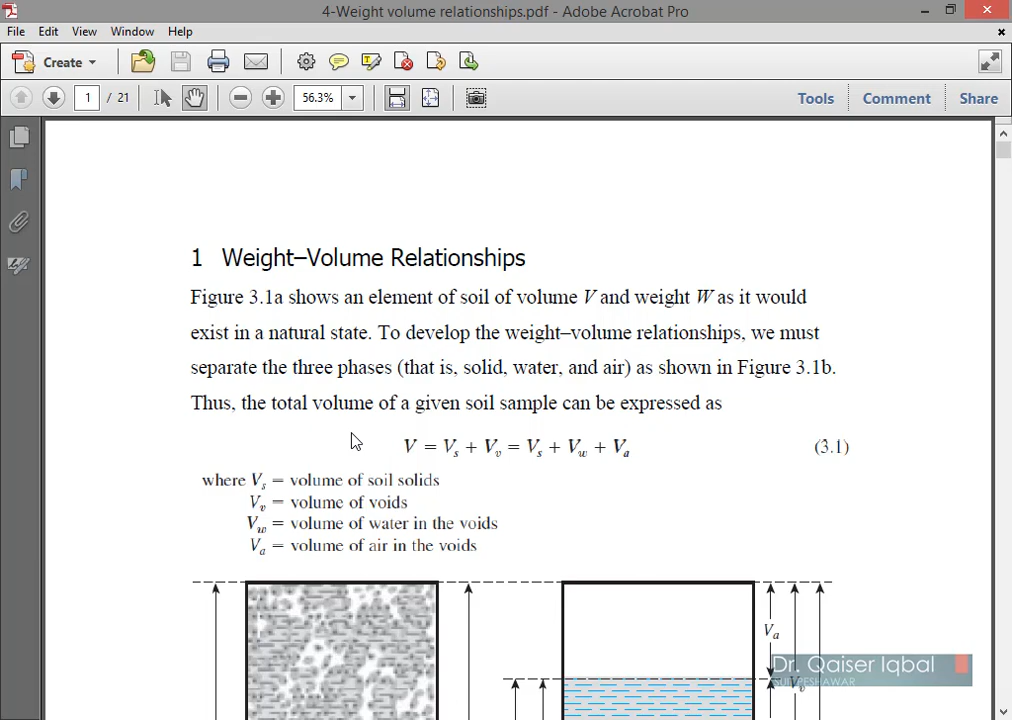 4-Weight volume relationships.pdf - Adobe Acrobat Pro
File Edit View Window Help
Create
1 / 21 56.3% Tools Comment Share
1 Weight–Volume Relationships
Figure 3.1a shows an element of soil of volume V and weight W as it would
exist in a natural state. To develop the weight–volume relationships, we must
separate the three phases (that is, solid, water, and air) as shown in Figure 3.1b.
Thus, the total volume of a given soil sample can be expressed as
V = Vs + Vv = Vs + Vw + Va (3.1)
where Vs = volume of soil solids
Vv = volume of voids
Vw = volume of water in the voids
Va = volume of air in the voids
Va
Dr. Qaiser Iqbal